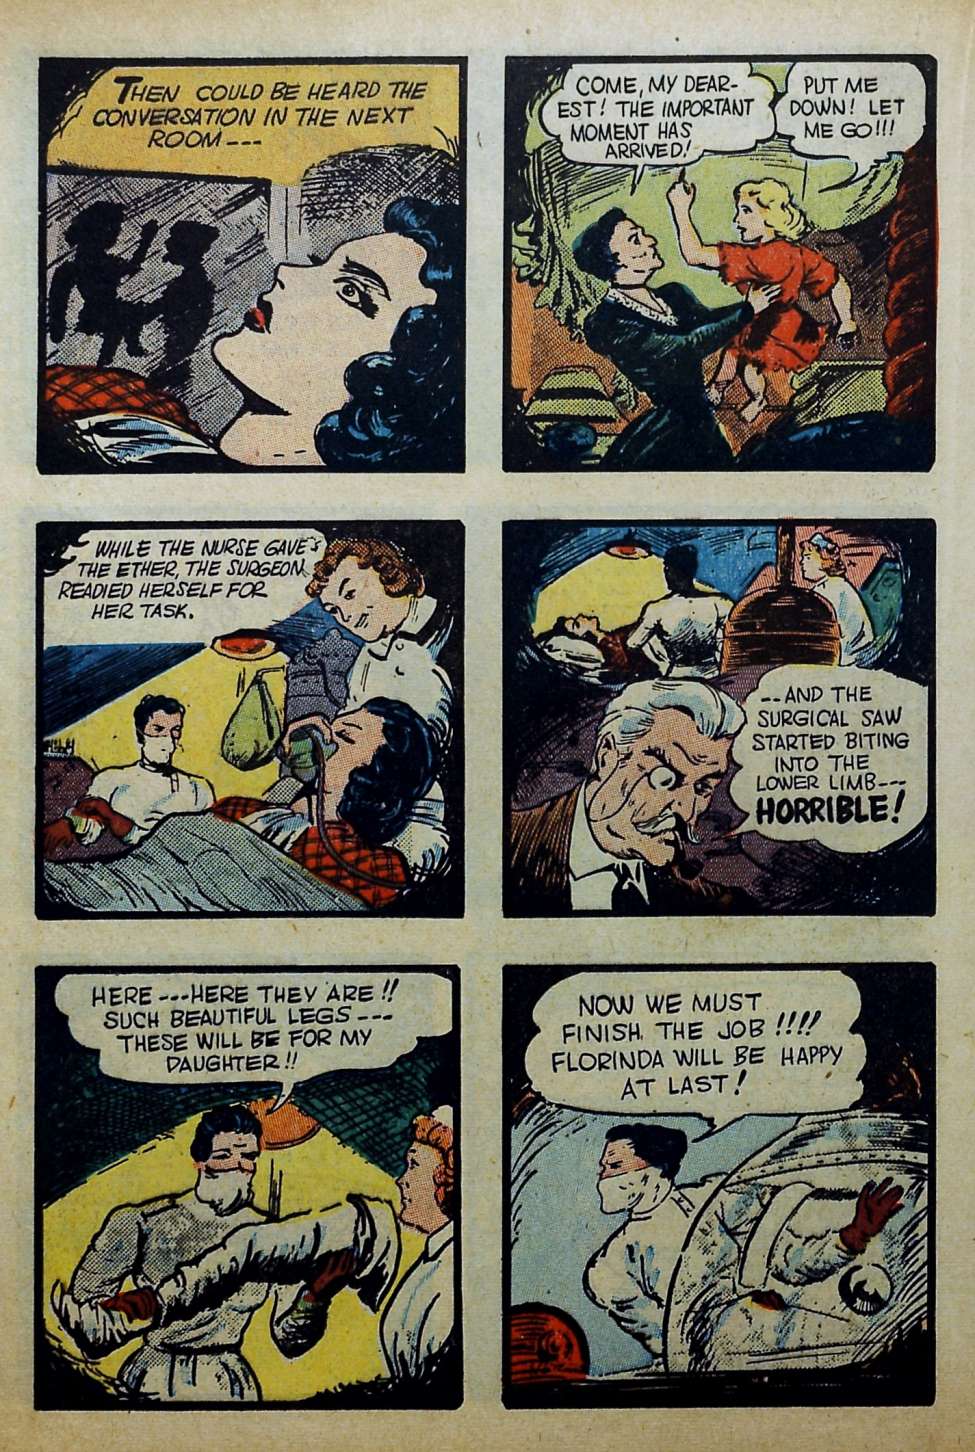 THEN COULD BE HEARD THE
CONVERSATION IN THE NEXT
ROOM---
COME, MY DEAR-
EST! THE IMPORTANT
MOMENT HAS
ARRIVED!
PUT ME
DOWN! LET
ME GO!!!
WHILE THE NURSE GAVE
THE ETHER, THE SURGEON
READIED HERSELF FOR
HER TASK.
--AND THE
SURGICAL SAW
STARTED BITING
INTO THE
LOWER LIMB---
HORRIBLE!
HERE---HERE THEY ARE!!
SUCH BEAUTIFUL LEGS---
THESE WILL BE FOR MY
DAUGHTER!!
NOW WE MUST
FINISH THE JOB!!!!
FLORINDA WILL BE HAPPY
AT LAST!